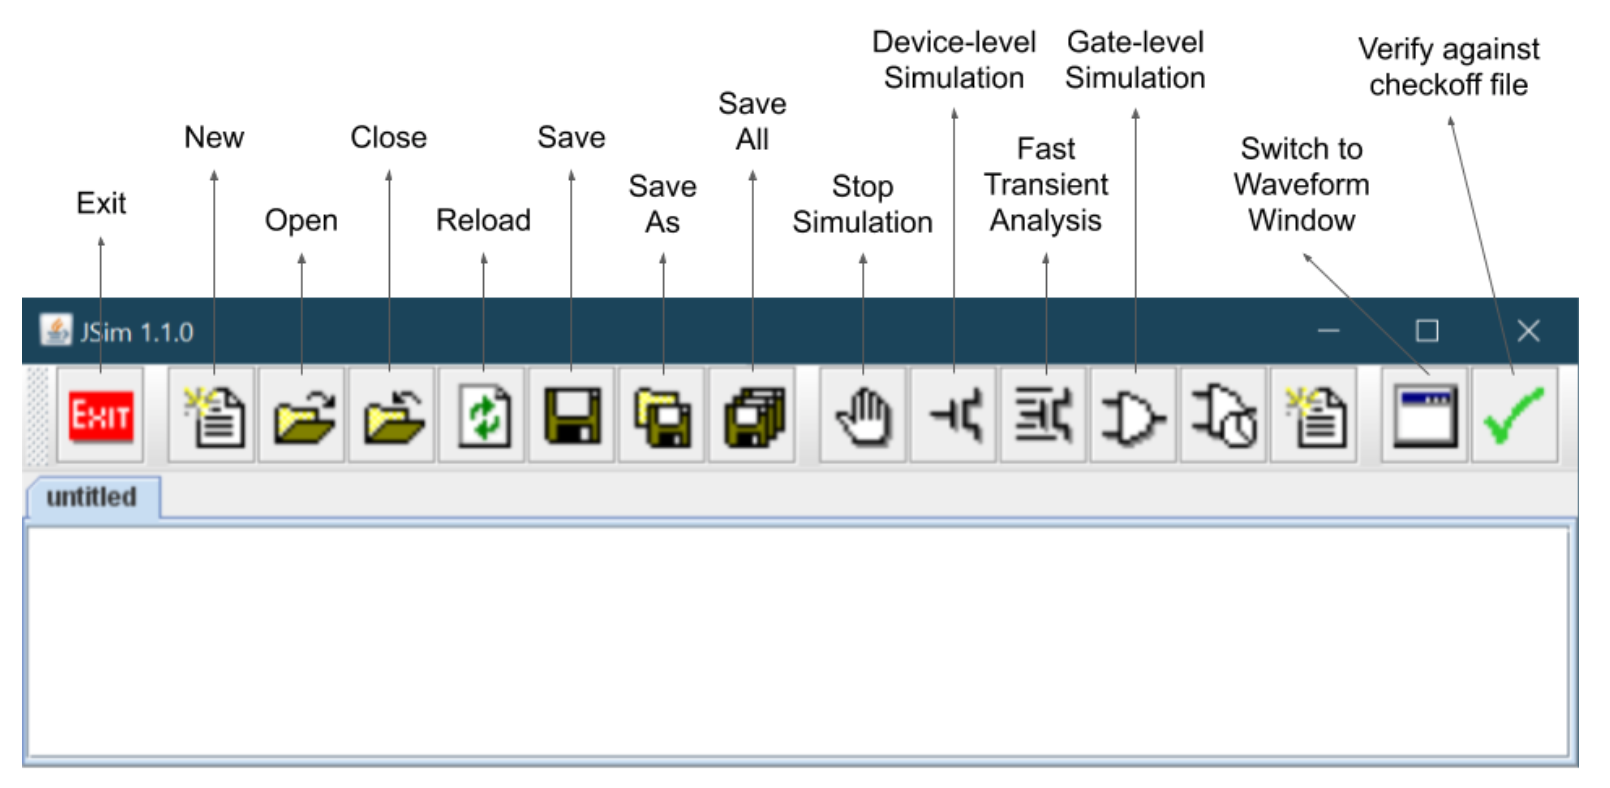 Device-level
Simulation
Gate-level
Simulation
Verify against
checkoff file
Save
All
New
Close
Save
Fast
Transient
Analysis
Switch to
Waveform
Window
Save
As
Stop
Simulation
Exit
Open
Reload
JSim 1.1.0
EXIT
untitled